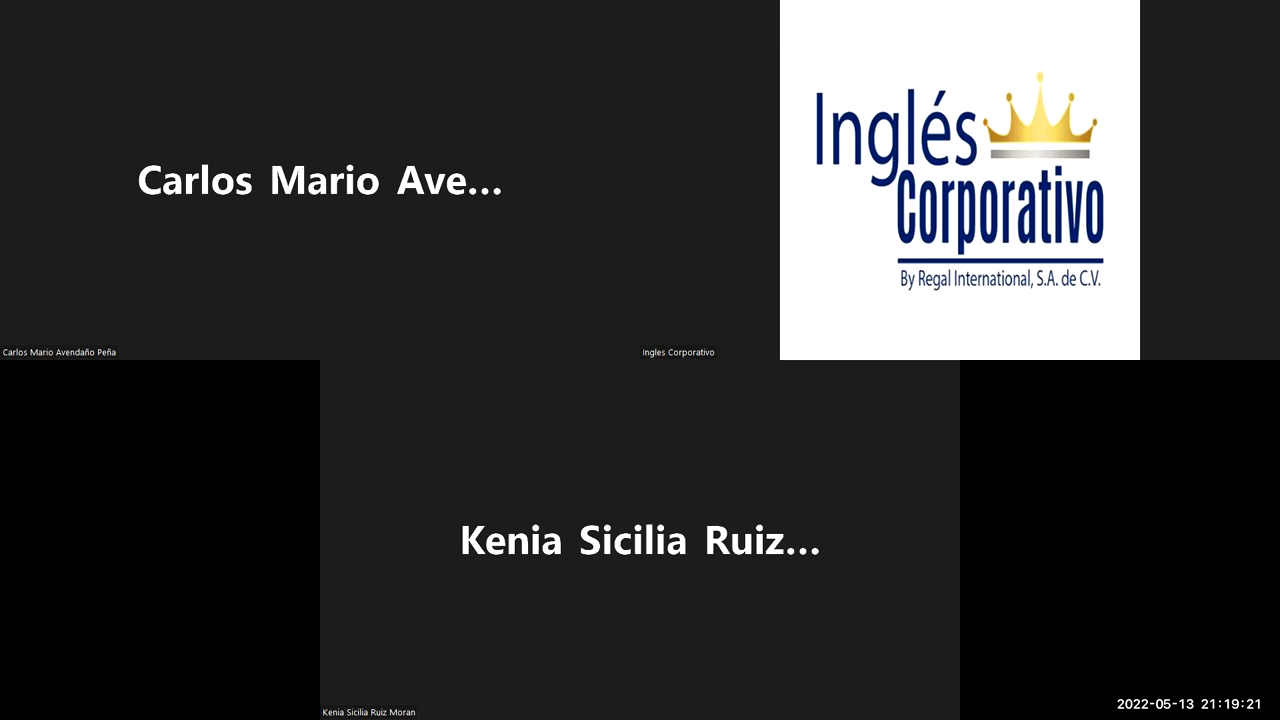 Carlos Mario Ave...
Inglés
Corporativo
By Regal International, S.A. de C.V.
Carlos Mario Avendaño Peña
Ingles Corporativo
Kenia Sicilia Ruiz...
Kenia Sicilia Ruiz Moran
2022-05-13 21:19:21